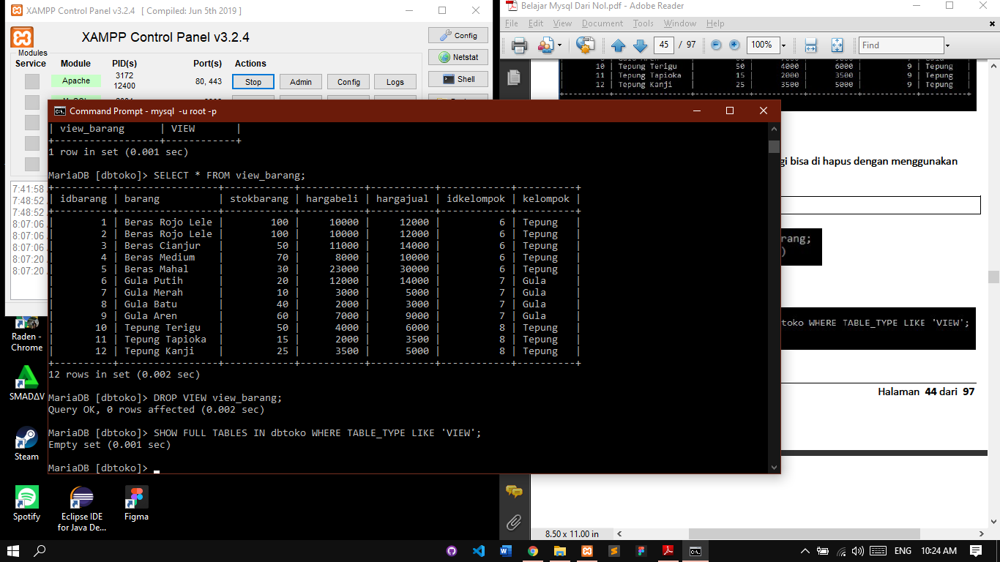 XAMPP Control Panel v3.2.4 [ Compiled: Jun 5th 2019 ]
XAMPP Control Panel v3.2.4
Config
Netstat
Shell
Modules
Service Module PID(s) Port(s) Actions
Apache 3172 12400 80, 443 Stop Admin Config Logs
7:41:58
7:48:52
7:48:52
8:07:06
8:07:06
8:07:06
8:07:20
8:07:20
Belajar Mysql Dari Nol.pdf - Adobe Reader
File Edit View Document Tools Window Help
45 / 97 100% Find
10 | Tepung Terigu | 50 | 4000 | 6000 | 9 | Tepung |
11 | Tepung Tapioka | 15 | 2000 | 3500 | 9 | Tepung |
12 | Tepung Kanji | 25 | 3500 | 5000 | 9 | Tepung |
gi bisa di hapus dengan menggunakan
rang;
)
toko WHERE TABLE_TYPE LIKE 'VIEW';
Halaman 44 dari 97
8.50 x 11.00 in
Command Prompt - mysql -u root -p
| view_barang | VIEW |
+------------------+------------+
1 row in set (0.001 sec)
MariaDB [dbtoko]> SELECT * FROM view_barang;
+----------+-----------------+------------+-----------+-----------+------------+----------+
| idbarang | barang | stokbarang | hargabeli | hargajual | idkelompok | kelompok |
+----------+-----------------+------------+-----------+-----------+------------+----------+
| 1 | Beras Rojo Lele | 100 | 10000 | 12000 | 6 | Tepung |
| 2 | Beras Rojo Lele | 100 | 10000 | 12000 | 6 | Tepung |
| 3 | Beras Cianjur | 50 | 11000 | 14000 | 6 | Tepung |
| 4 | Beras Medium | 70 | 8000 | 10000 | 6 | Tepung |
| 5 | Beras Mahal | 30 | 23000 | 30000 | 6 | Tepung |
| 6 | Gula Putih | 20 | 12000 | 14000 | 7 | Gula |
| 7 | Gula Merah | 10 | 3000 | 5000 | 7 | Gula |
| 8 | Gula Batu | 40 | 2000 | 3000 | 7 | Gula |
| 9 | Gula Aren | 60 | 7000 | 9000 | 7 | Gula |
| 10 | Tepung Terigu | 50 | 4000 | 6000 | 8 | Tepung |
| 11 | Tepung Tapioka | 15 | 2000 | 3500 | 8 | Tepung |
| 12 | Tepung Kanji | 25 | 3500 | 5000 | 8 | Tepung |
+----------+-----------------+------------+-----------+-----------+------------+----------+
12 rows in set (0.002 sec)
MariaDB [dbtoko]> DROP VIEW view_barang;
Query OK, 0 rows affected (0.002 sec)
MariaDB [dbtoko]> SHOW FULL TABLES IN dbtoko WHERE TABLE_TYPE LIKE 'VIEW';
Empty set (0.001 sec)
MariaDB [dbtoko]>
Raden -
Chrome
SMADΔV
Steam
Spotify
Eclipse IDE
for Java De...
Figma
ENG 10:24 AM